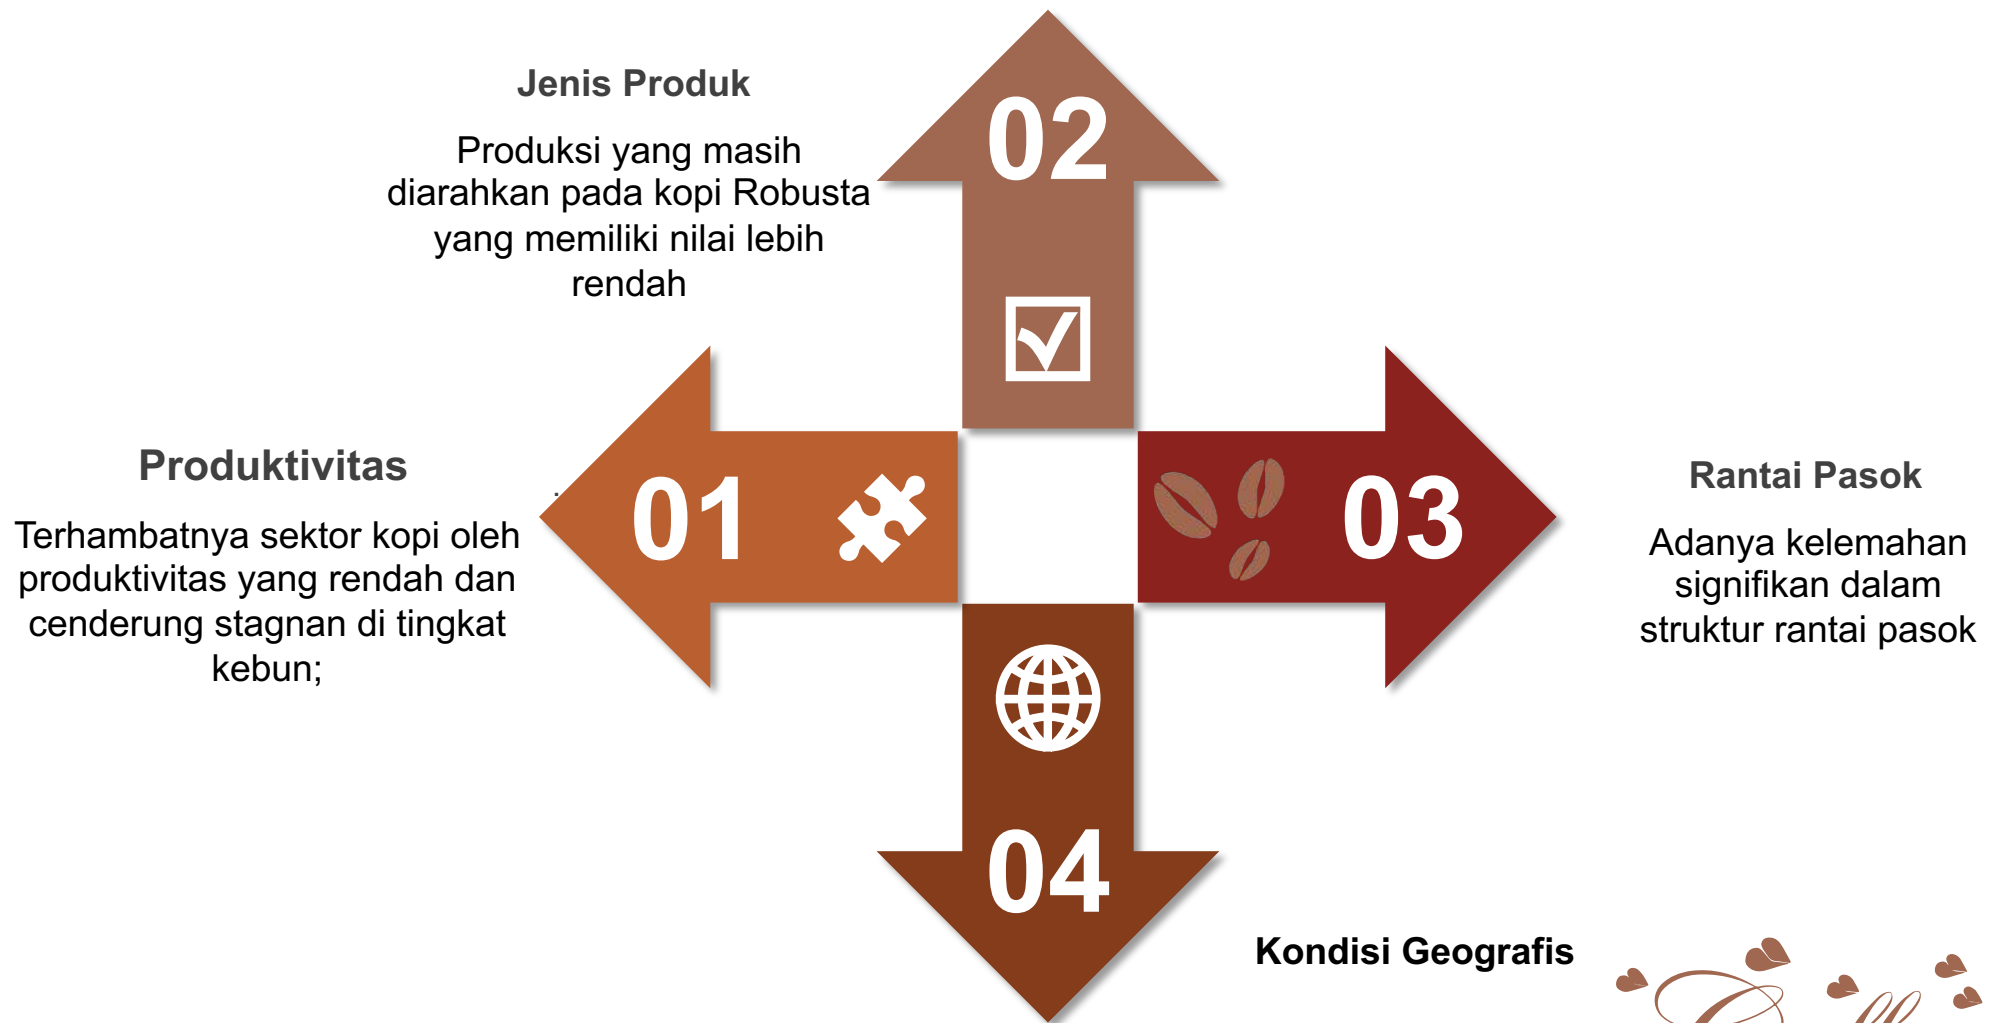 Jenis Produk
Produksi yang masih
diarahkan pada kopi Robusta
yang memiliki nilai lebih
rendah
02
Produktivitas
Terhambatnya sektor kopi oleh
produktivitas yang rendah dan
cenderung stagnan di tingkat
kebun;
.
01
03
Rantai Pasok
Adanya kelemahan
signifikan dalam
struktur rantai pasok
04
Kondisi Geografis